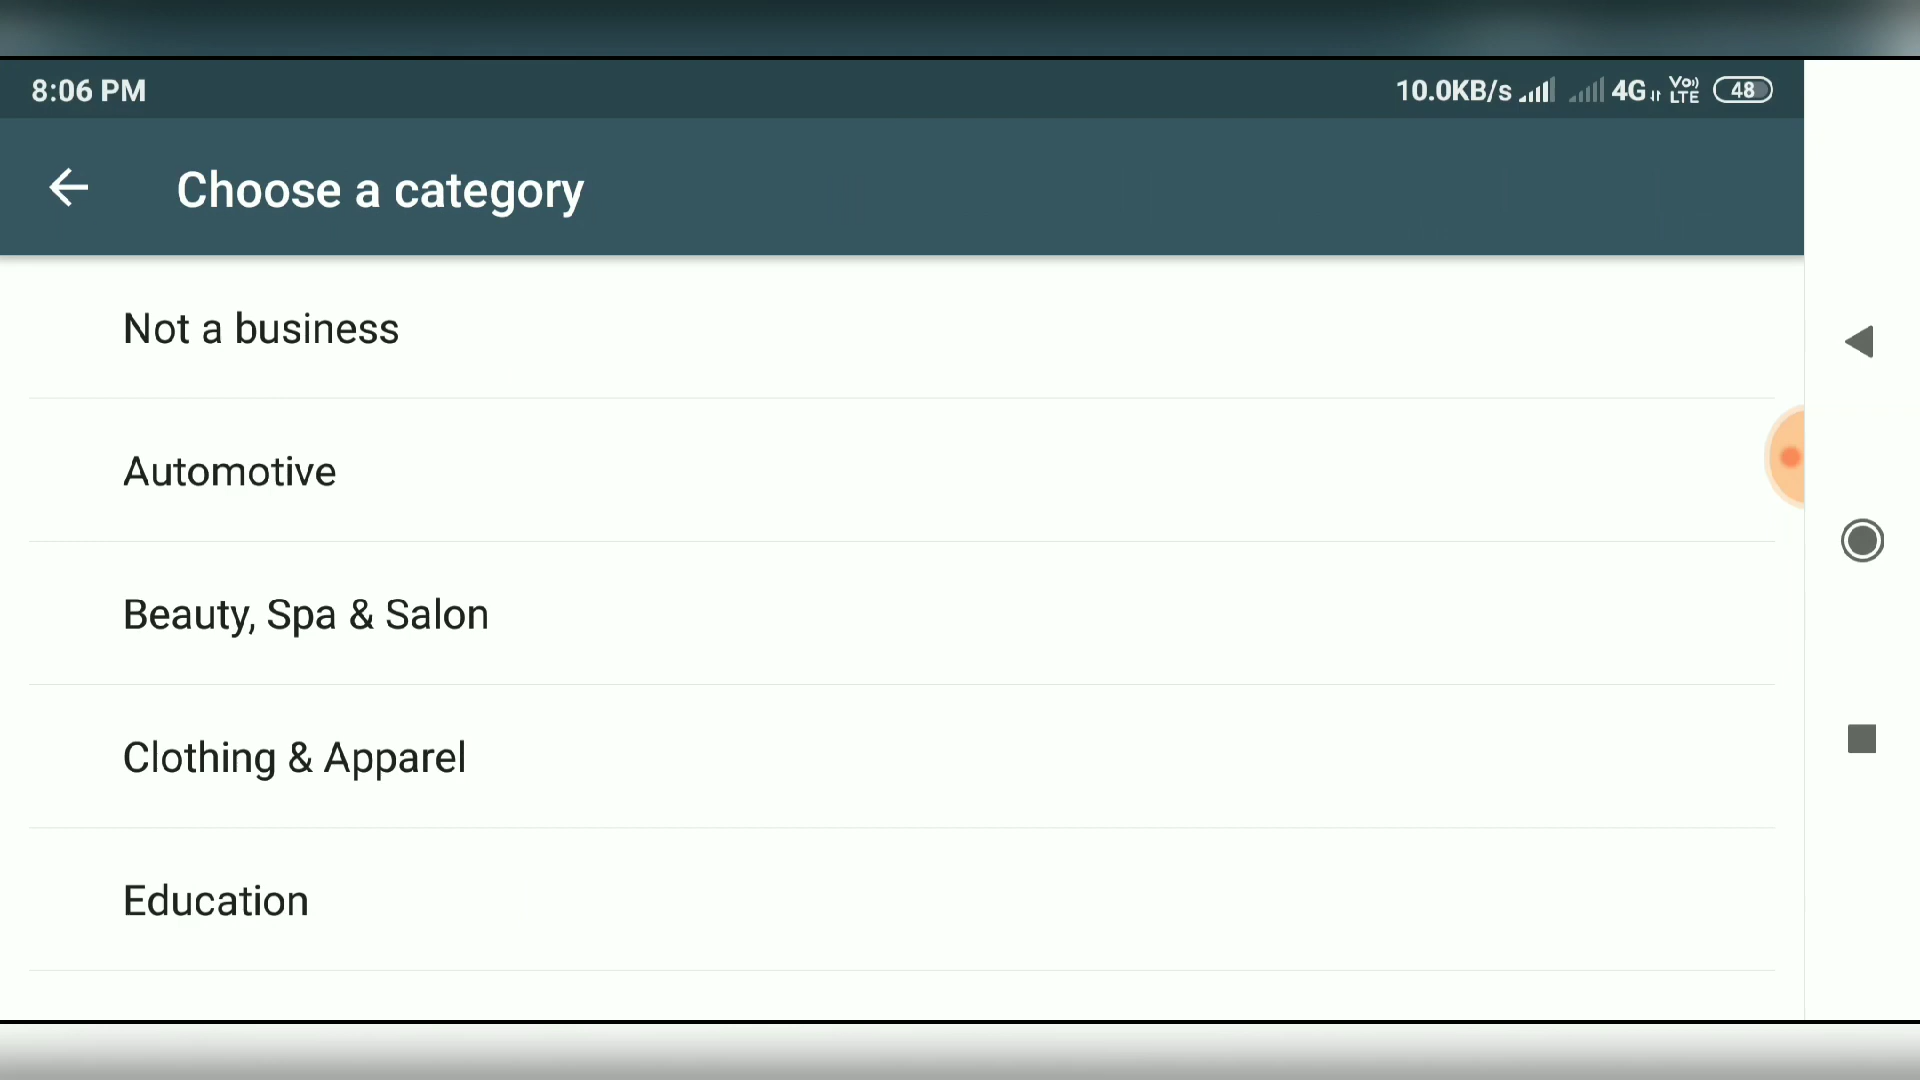 8:06 PM
10.0KB/s 4G Vo) LTE 48
Choose a category
Not a business
Automotive
Beauty, Spa & Salon
Clothing & Apparel
Education